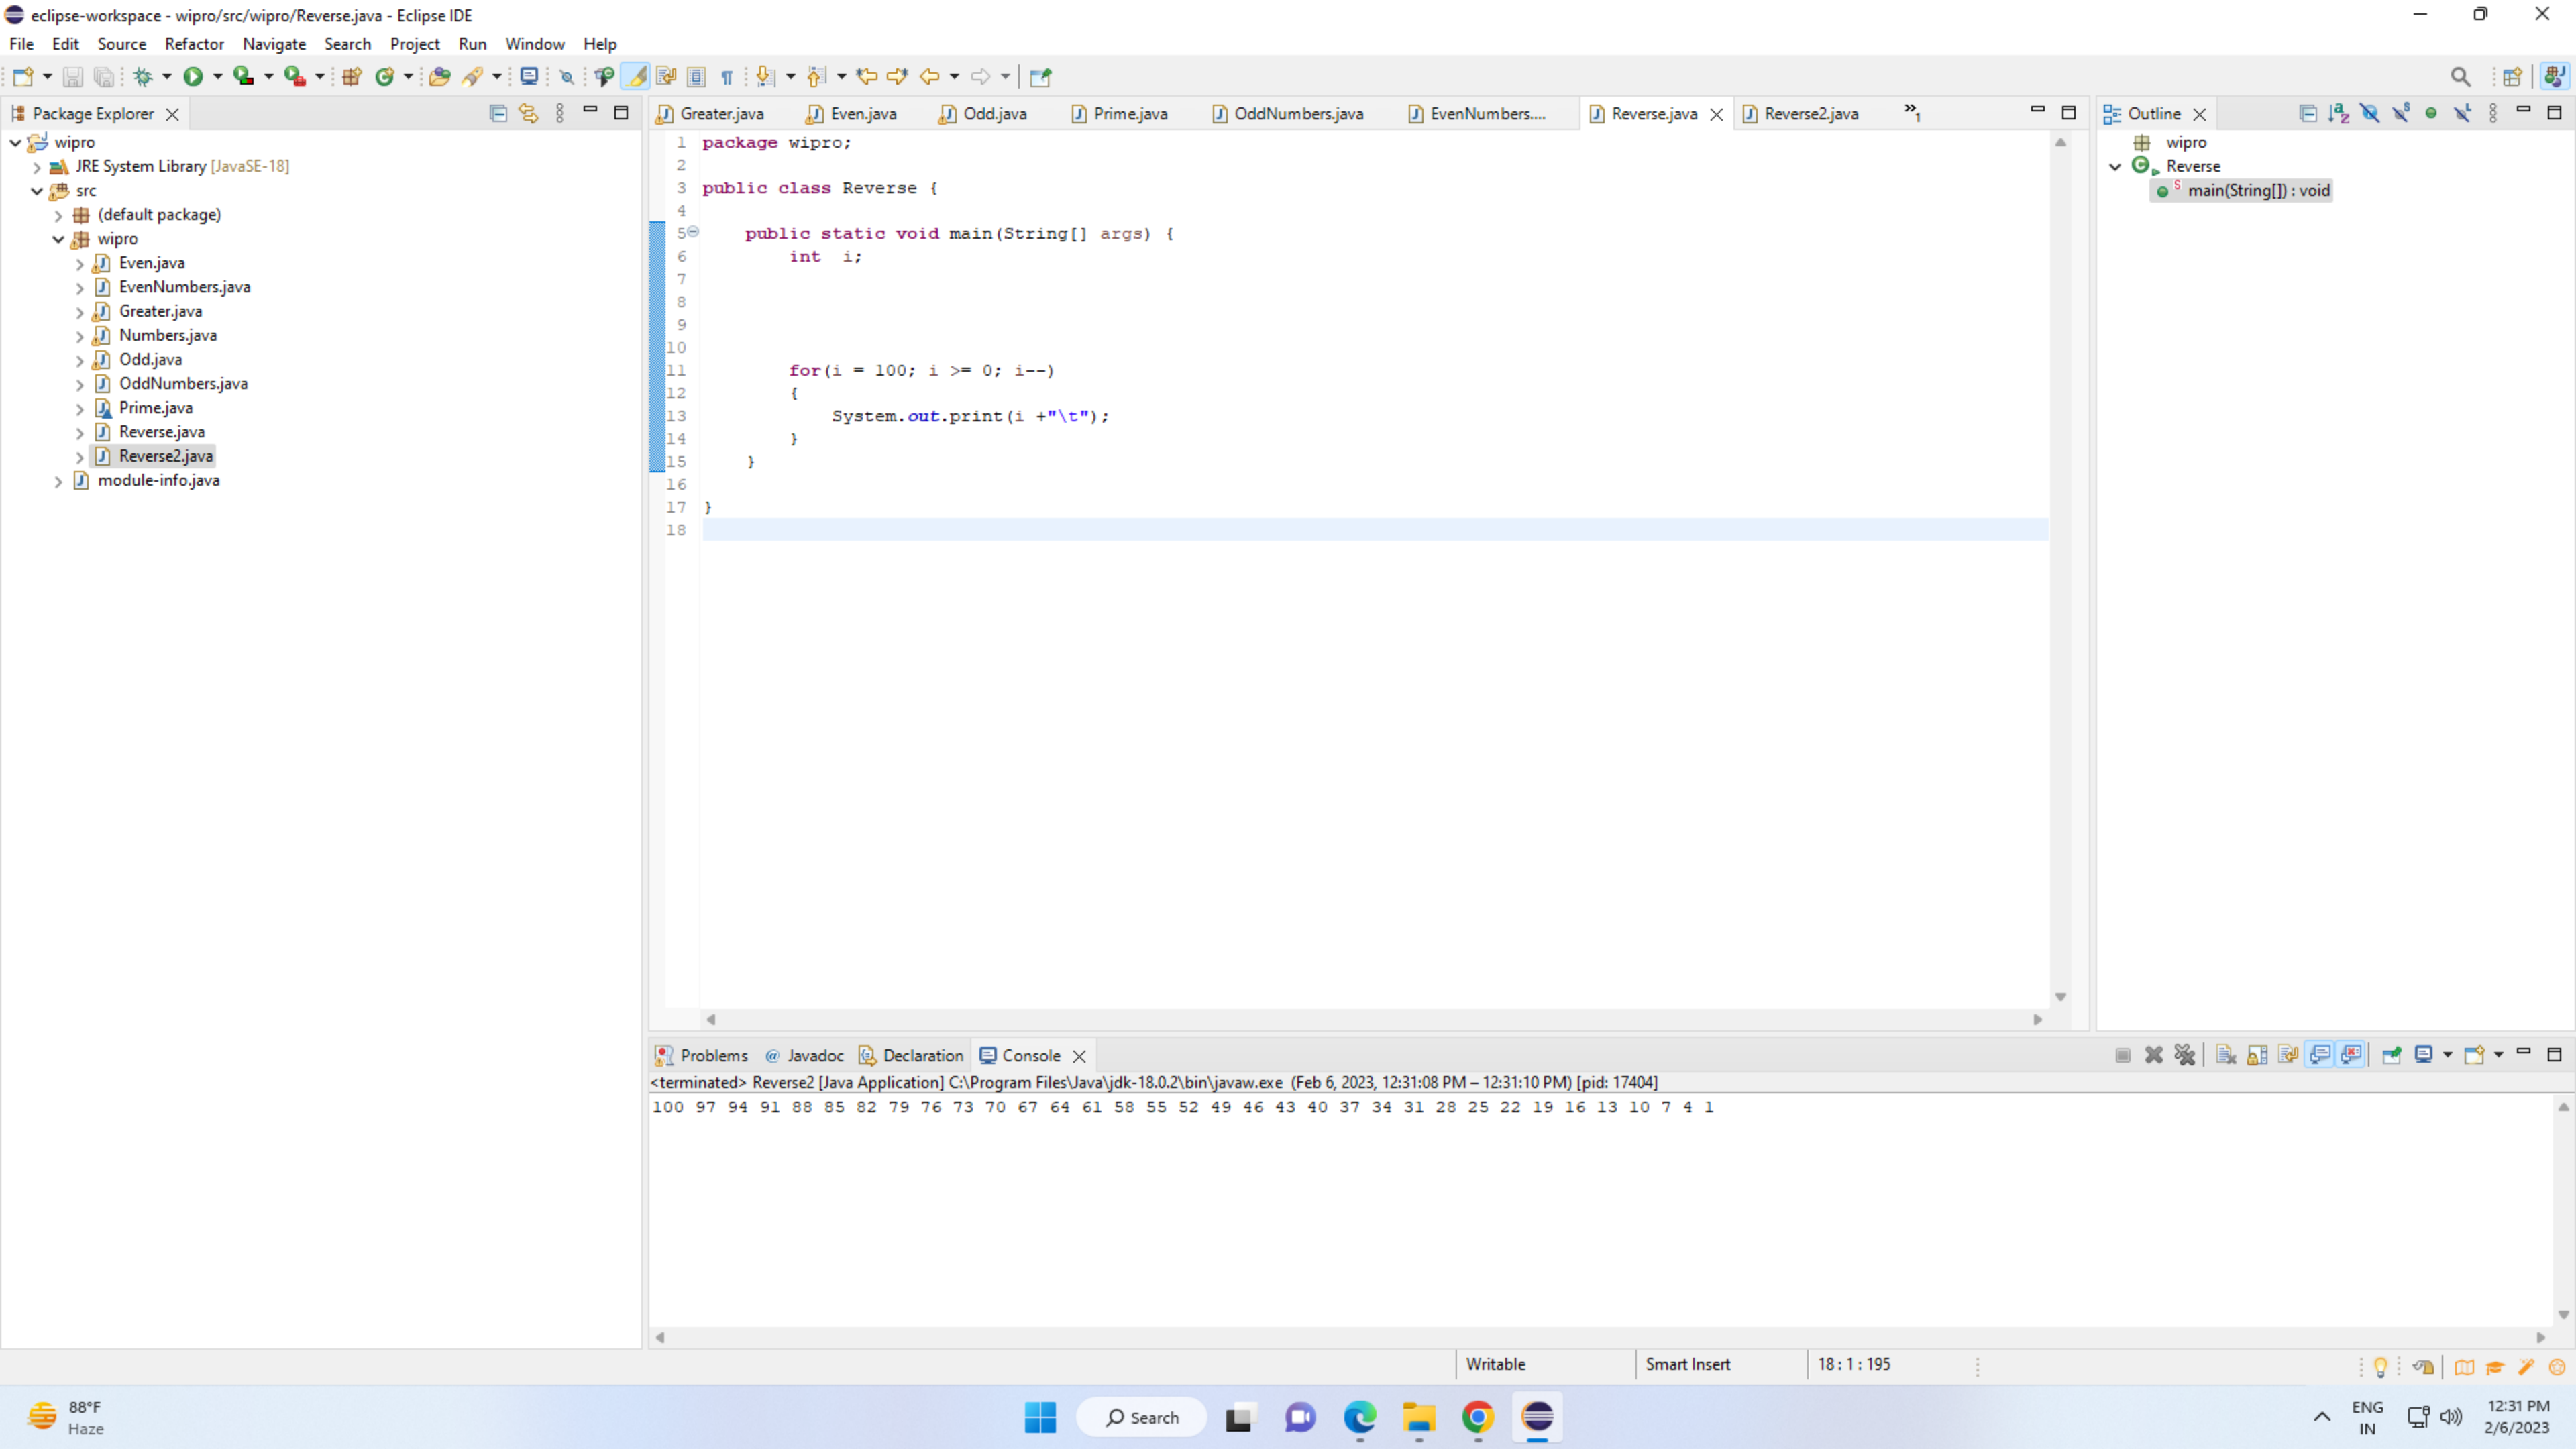 eclipse-workspace - wipro/src/wipro/Reverse.java - Eclipse IDE
File Edit Source Refactor Navigate Search Project Run Window Help
Package Explorer
wipro
JRE System Library [JavaSE-18]
src
(default package)
wipro
Even.java
EvenNumbers.java
Greater.java
Numbers.java
Odd.java
OddNumbers.java
Prime.java
Reverse.java
Reverse2.java
module-info.java
Greater.java Even.java Odd.java Prime.java OddNumbers.java EvenNumbers.... Reverse.java Reverse2.java »1
1 package wipro;
2
3 public class Reverse {
4
5 public static void main(String[] args) {
6 int  i;
7
8
9
10
11 for(i = 100; i >= 0; i--)
12 {
13 System.out.print(i +"\t");
14 }
15 }
16
17 }
18
Outline
wipro
Reverse
main(String[]) : void
Problems @ Javadoc Declaration Console
<terminated> Reverse2 [Java Application] C:\Program Files\Java\jdk-18.0.2\bin\javaw.exe (Feb 6, 2023, 12:31:08 PM – 12:31:10 PM) [pid: 17404]
100 97 94 91 88 85 82 79 76 73 70 67 64 61 58 55 52 49 46 43 40 37 34 31 28 25 22 19 16 13 10 7 4 1
Writable Smart Insert 18 : 1 : 195
88°F
Haze
Search
ENG
IN
12:31 PM
2/6/2023